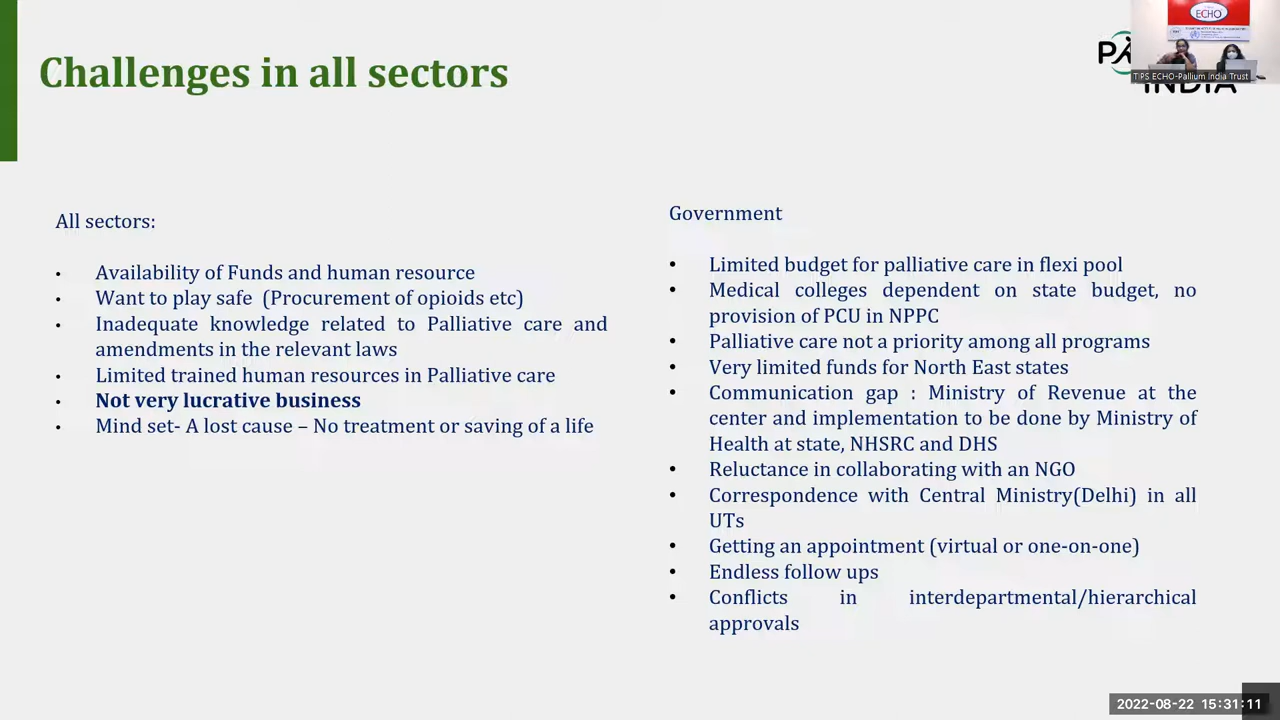 Challenges in all sectors
ECHO
TIPS ECHO-Pallium India Trust
INDIA
All sectors:
• Availability of Funds and human resource
• Want to play safe (Procurement of opioids etc)
• Inadequate knowledge related to Palliative care and
amendments in the relevant laws
• Limited trained human resources in Palliative care
• Not very lucrative business
• Mind set- A lost cause – No treatment or saving of a life
Government
• Limited budget for palliative care in flexi pool
• Medical colleges dependent on state budget, no
provision of PCU in NPPC
• Palliative care not a priority among all programs
• Very limited funds for North East states
• Communication gap : Ministry of Revenue at the
center and implementation to be done by Ministry of
Health at state, NHSRC and DHS
• Reluctance in collaborating with an NGO
• Correspondence with Central Ministry(Delhi) in all
UTs
• Getting an appointment (virtual or one-on-one)
• Endless follow ups
• Conflicts in interdepartmental/hierarchical
approvals
2022-08-22 15:31:11